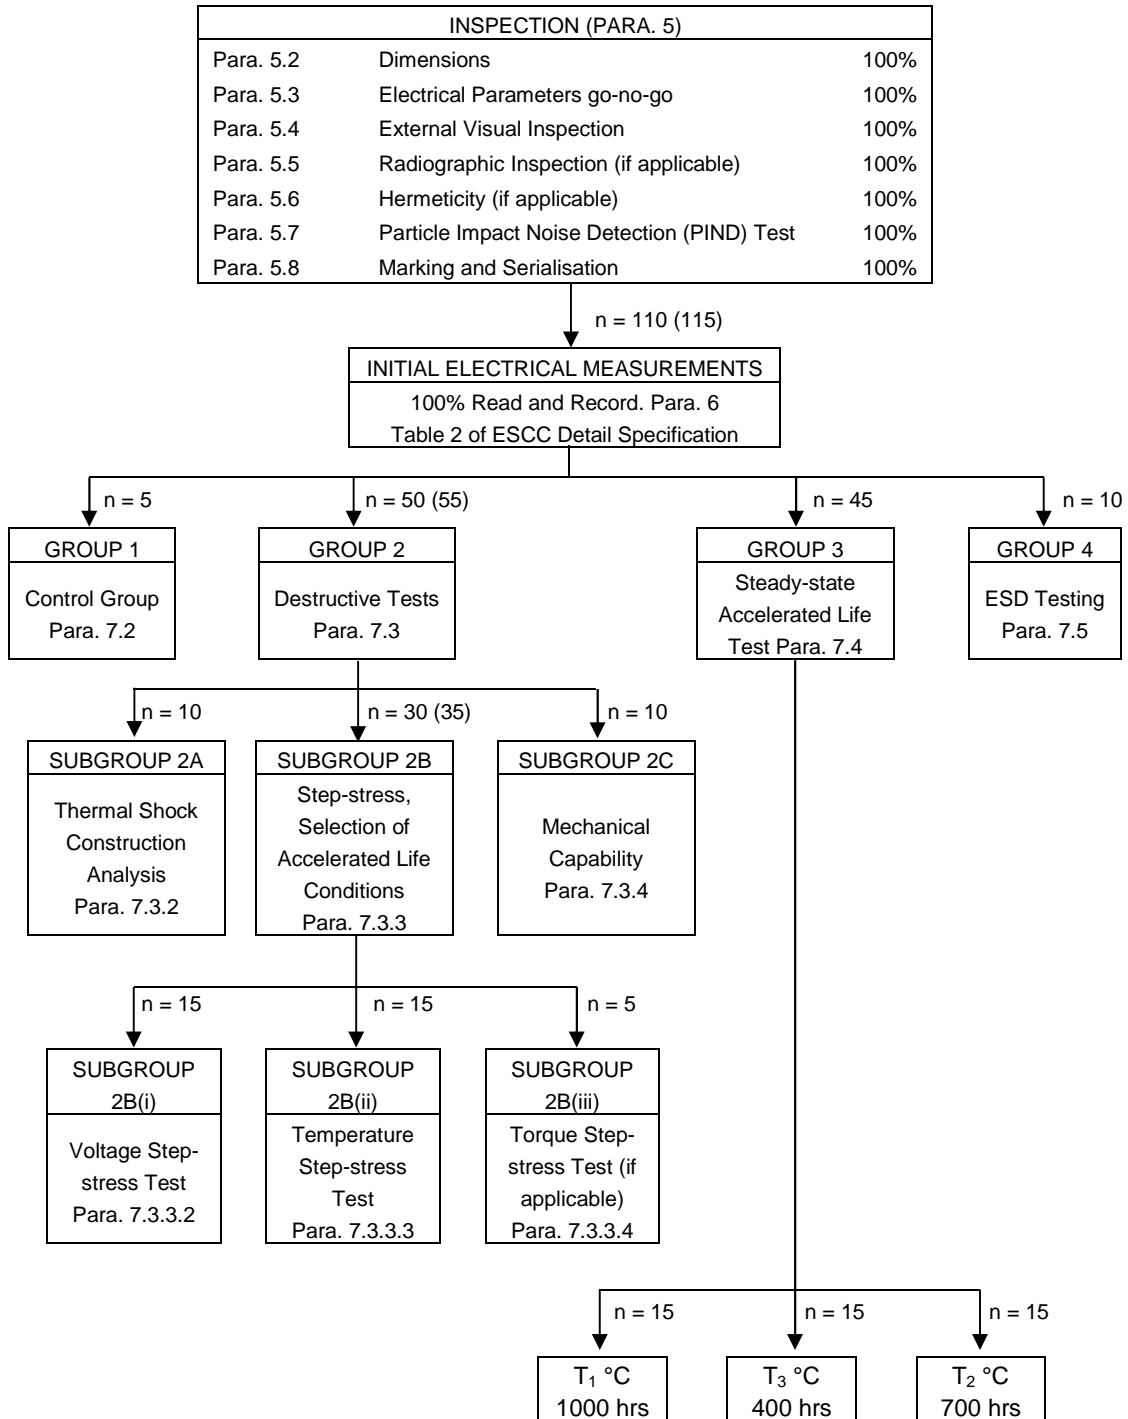 INSPECTION (PARA. 5)
Para. 5.2 Dimensions 100%
Para. 5.3 Electrical Parameters go-no-go 100%
Para. 5.4 External Visual Inspection 100%
Para. 5.5 Radiographic Inspection (if applicable) 100%
Para. 5.6 Hermeticity (if applicable) 100%
Para. 5.7 Particle Impact Noise Detection (PIND) Test 100%
Para. 5.8 Marking and Serialisation 100%
n = 110 (115)
INITIAL ELECTRICAL MEASUREMENTS
100% Read and Record. Para. 6
Table 2 of ESCC Detail Specification
n = 5
n = 50 (55)
n = 45
n = 10
GROUP 1
Control Group
Para. 7.2
GROUP 2
Destructive Tests
Para. 7.3
GROUP 3
Steady-state
Accelerated Life
Test Para. 7.4
GROUP 4
ESD Testing
Para. 7.5
n = 10
n = 30 (35)
n = 10
SUBGROUP 2A
Thermal Shock
Construction
Analysis
Para. 7.3.2
SUBGROUP 2B
Step-stress,
Selection of
Accelerated Life
Conditions
Para. 7.3.3
SUBGROUP 2C
Mechanical
Capability
Para. 7.3.4
n = 15
n = 15
n = 5
SUBGROUP
2B(i)
Voltage Step-
stress Test
Para. 7.3.3.2
SUBGROUP
2B(ii)
Temperature
Step-stress
Test
Para. 7.3.3.3
SUBGROUP
2B(iii)
Torque Step-
stress Test (if
applicable)
Para. 7.3.3.4
n = 15
n = 15
n = 15
T₁ °C
1000 hrs
T₃ °C
400 hrs
T₂ °C
700 hrs